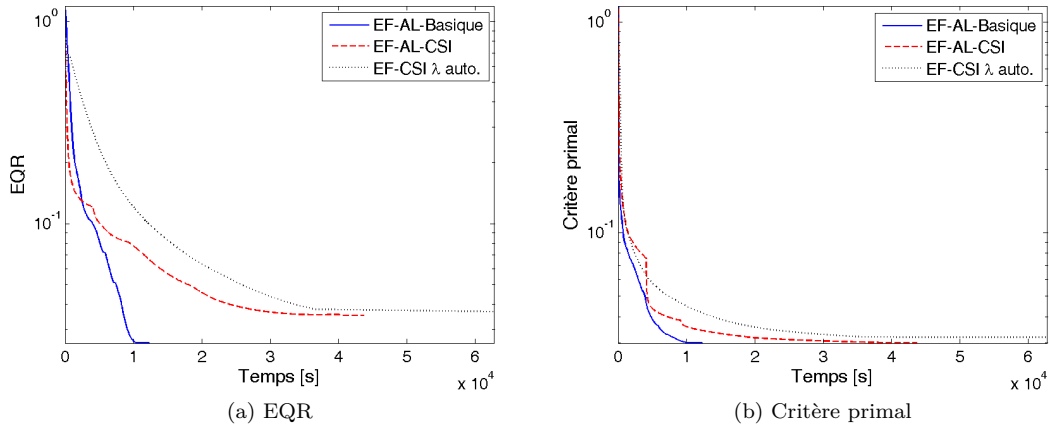 EF-AL-Basique
EF-AL-CSI
EF-CSI λ auto.
10⁰
10⁻¹
EQR
0 1 2 3 4 5 6
Temps [s]
x 10⁴
(a) EQR
EF-AL-Basique
EF-AL-CSI
EF-CSI λ auto.
10⁰
10⁻¹
Critère primal
0 1 2 3 4 5 6
Temps [s]
x 10⁴
(b) Critère primal